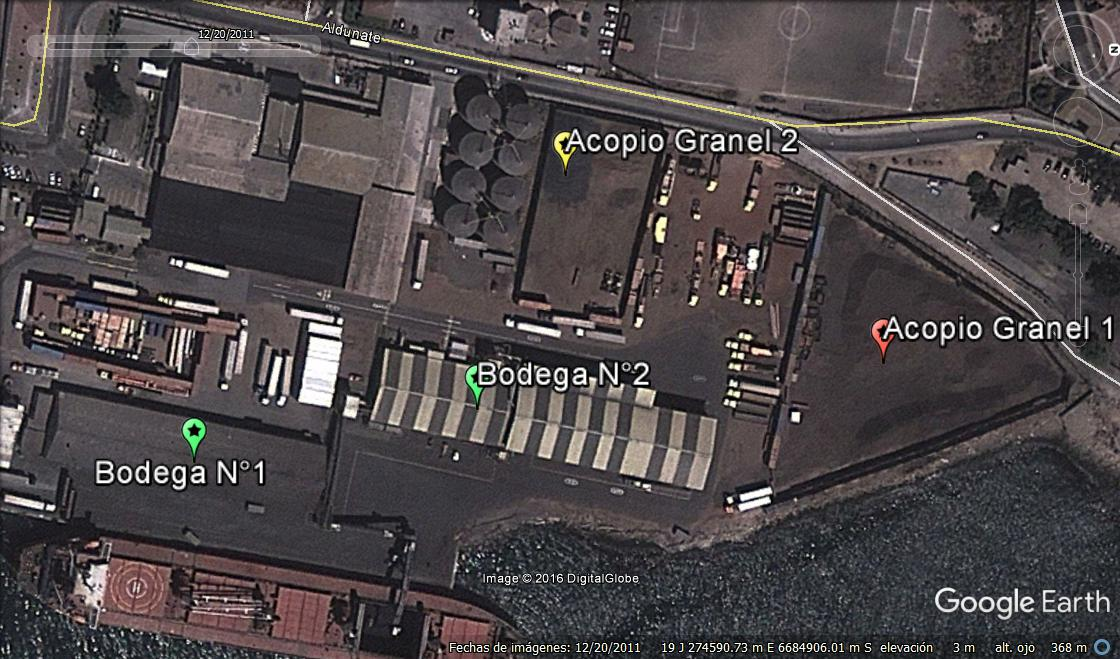 12/20/2011
Aldunate
Acopio Granel 2
Acopio Granel 1
Bodega N°2
Bodega N°1
H
Image © 2016 DigitalGlobe
Google Earth
Fechas de imágenes: 12/20/2011 19 J 274590.73 m E 6684906.01 m S elevación 3 m alt. ojo 368 m